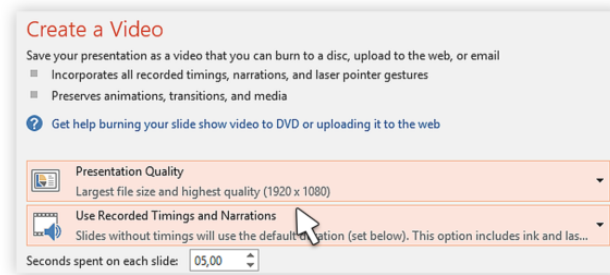 Create a Video
Save your presentation as a video that you can burn to a disc, upload to the web, or email
Incorporates all recorded timings, narrations, and laser pointer gestures
Preserves animations, transitions, and media
Get help burning your slide show video to DVD or uploading it to the web
Presentation Quality
Largest file size and highest quality (1920 x 1080)
Use Recorded Timings and Narrations
Slides without timings will use the default duration (set below). This option includes ink and las...
Seconds spent on each slide: 05,00